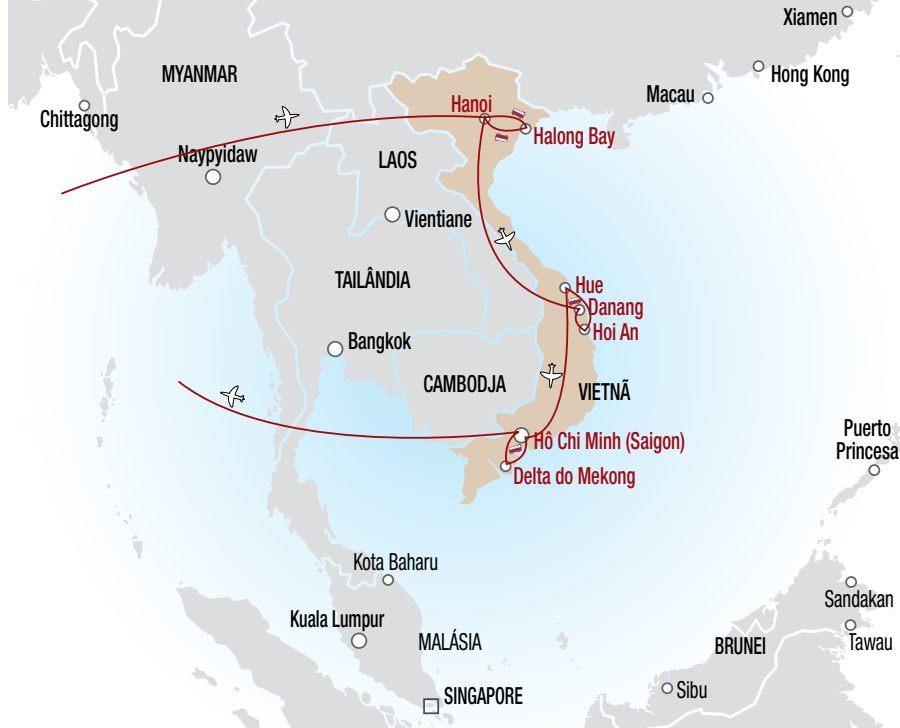 Xiamen
MYANMAR
Hong Kong
Macau
Hanoi
Chittagong
Halong Bay
Naypyidaw
LAOS
Vientiane
TAILÂNDIA
Hue
Danang
Hoi An
Bangkok
CAMBODJA
VIETNÃ
Puerto
Princesa
Hô Chi Minh (Saigon)
Delta do Mekong
Kota Baharu
Sandakan
Kuala Lumpur
MALÁSIA
BRUNEI
Tawau
Sibu
SINGAPORE